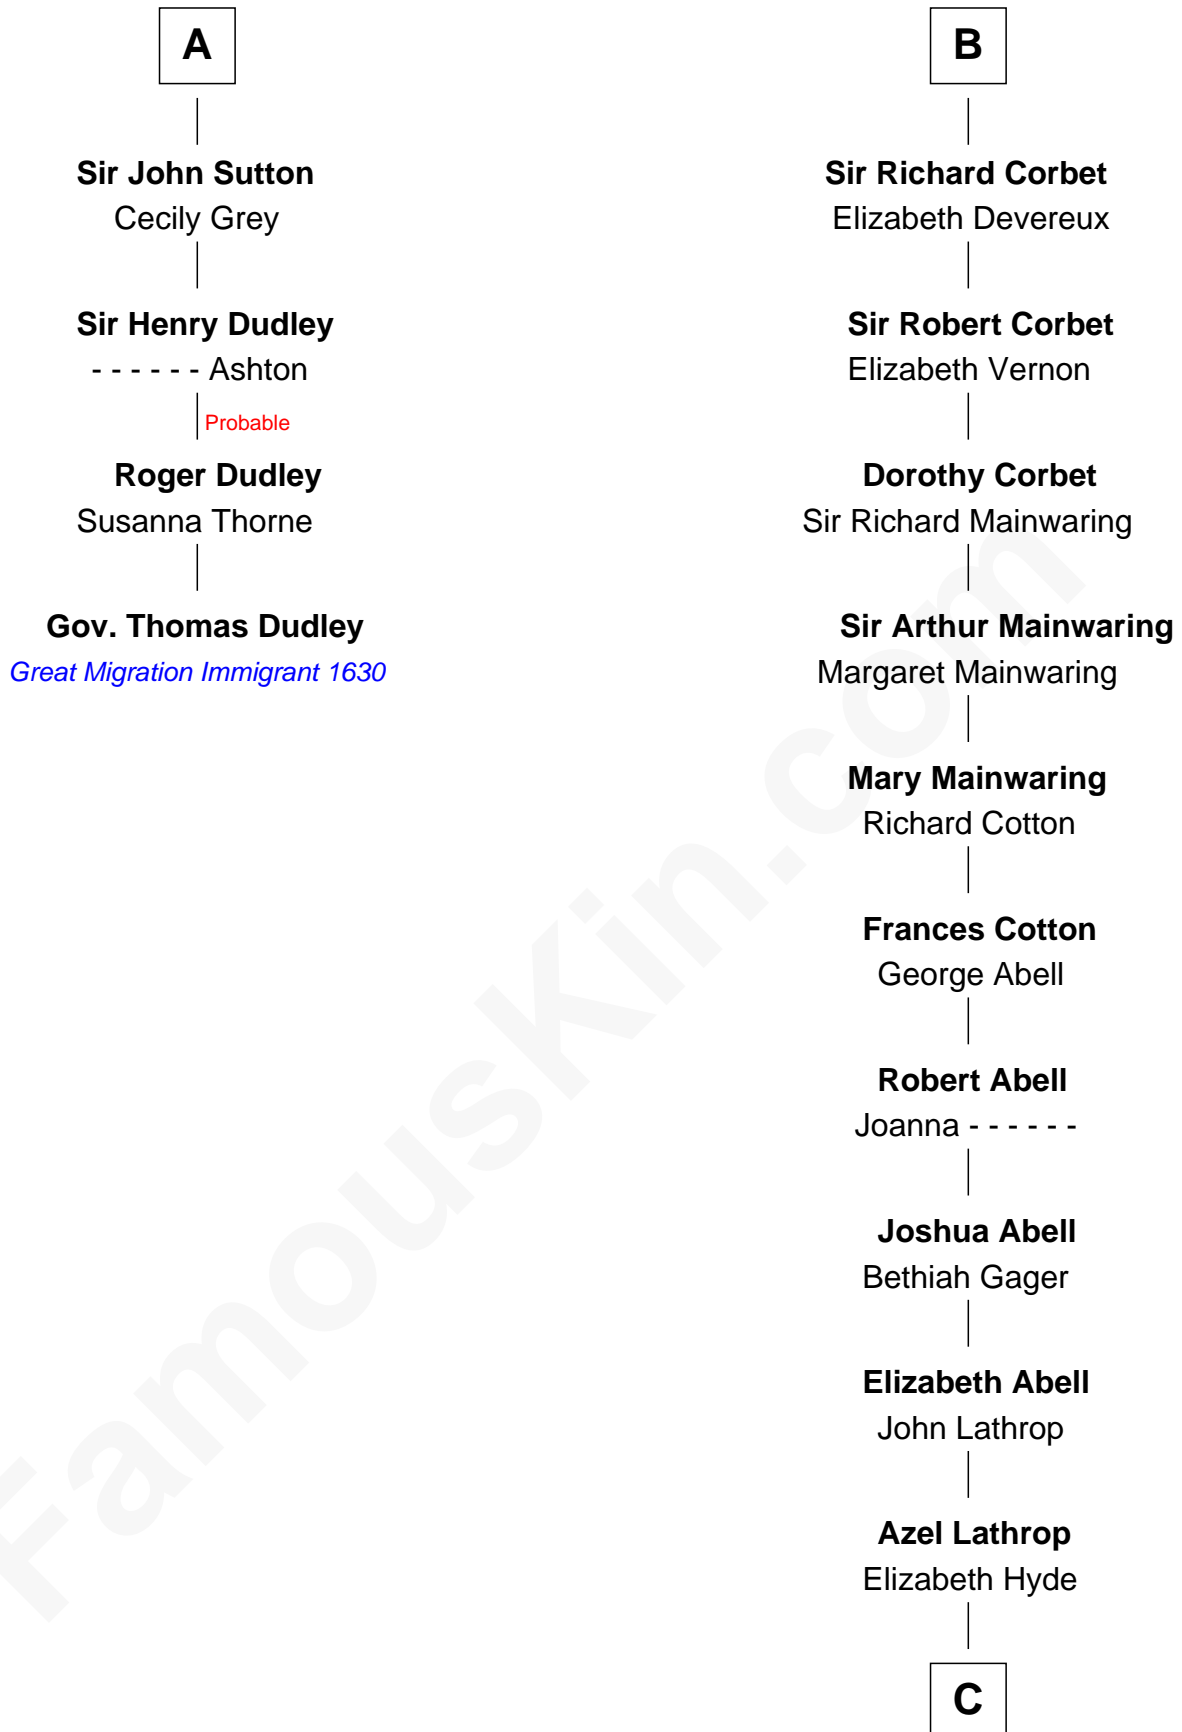 A
Sir John Sutton
Cecily Grey
Sir Henry Dudley
- - - - - - Ashton
Probable
Roger Dudley
Susanna Thorne
Gov. Thomas Dudley
Great Migration Immigrant 1630
B
Sir Richard Corbet
Elizabeth Devereux
Sir Robert Corbet
Elizabeth Vernon
Dorothy Corbet
Sir Richard Mainwaring
Sir Arthur Mainwaring
Margaret Mainwaring
Mary Mainwaring
Richard Cotton
Frances Cotton
George Abell
Robert Abell
Joanna - - - - - -
Joshua Abell
Bethiah Gager
Elizabeth Abell
John Lathrop
Azel Lathrop
Elizabeth Hyde
C
FamousKin.com